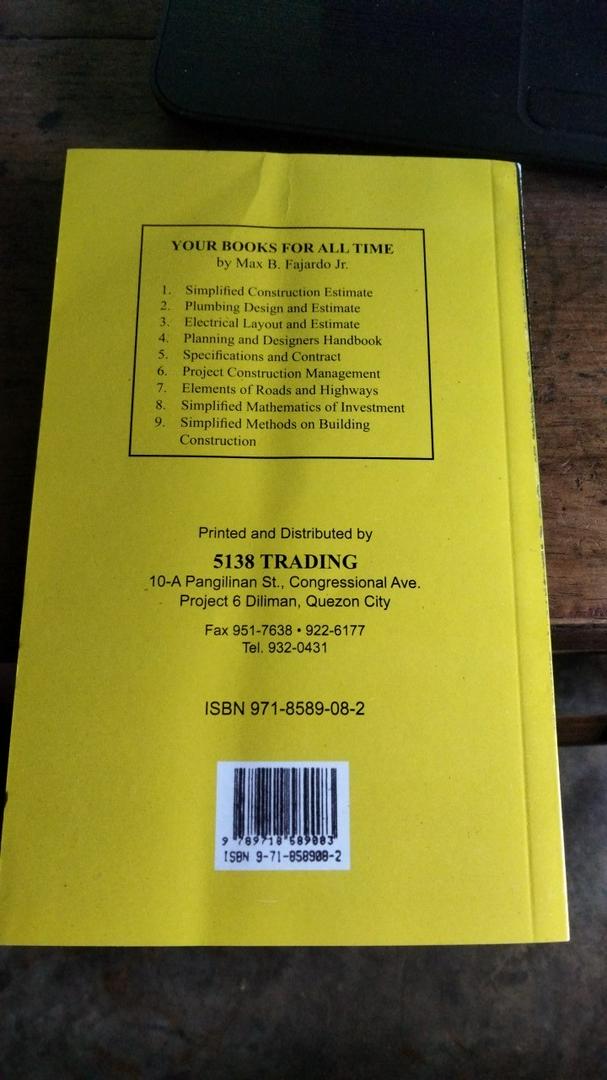 YOUR BOOKS FOR ALL TIME
by Max B. Fajardo Jr.
1. Simplified Construction Estimate
2. Plumbing Design and Estimate
3. Electrical Layout and Estimate
4. Planning and Designers Handbook
5. Specifications and Contract
6. Project Construction Management
7. Elements of Roads and Highways
8. Simplified Mathematics of Investment
9. Simplified Methods on Building
Construction
Printed and Distributed by
5138 TRADING
10-A Pangilinan St., Congressional Ave.
Project 6 Diliman, Quezon City
Fax 951-7638 • 922-6177
Tel. 932-0431
ISBN 971-8589-08-2
9 789718 589083
ISBN 9-71-858908-2